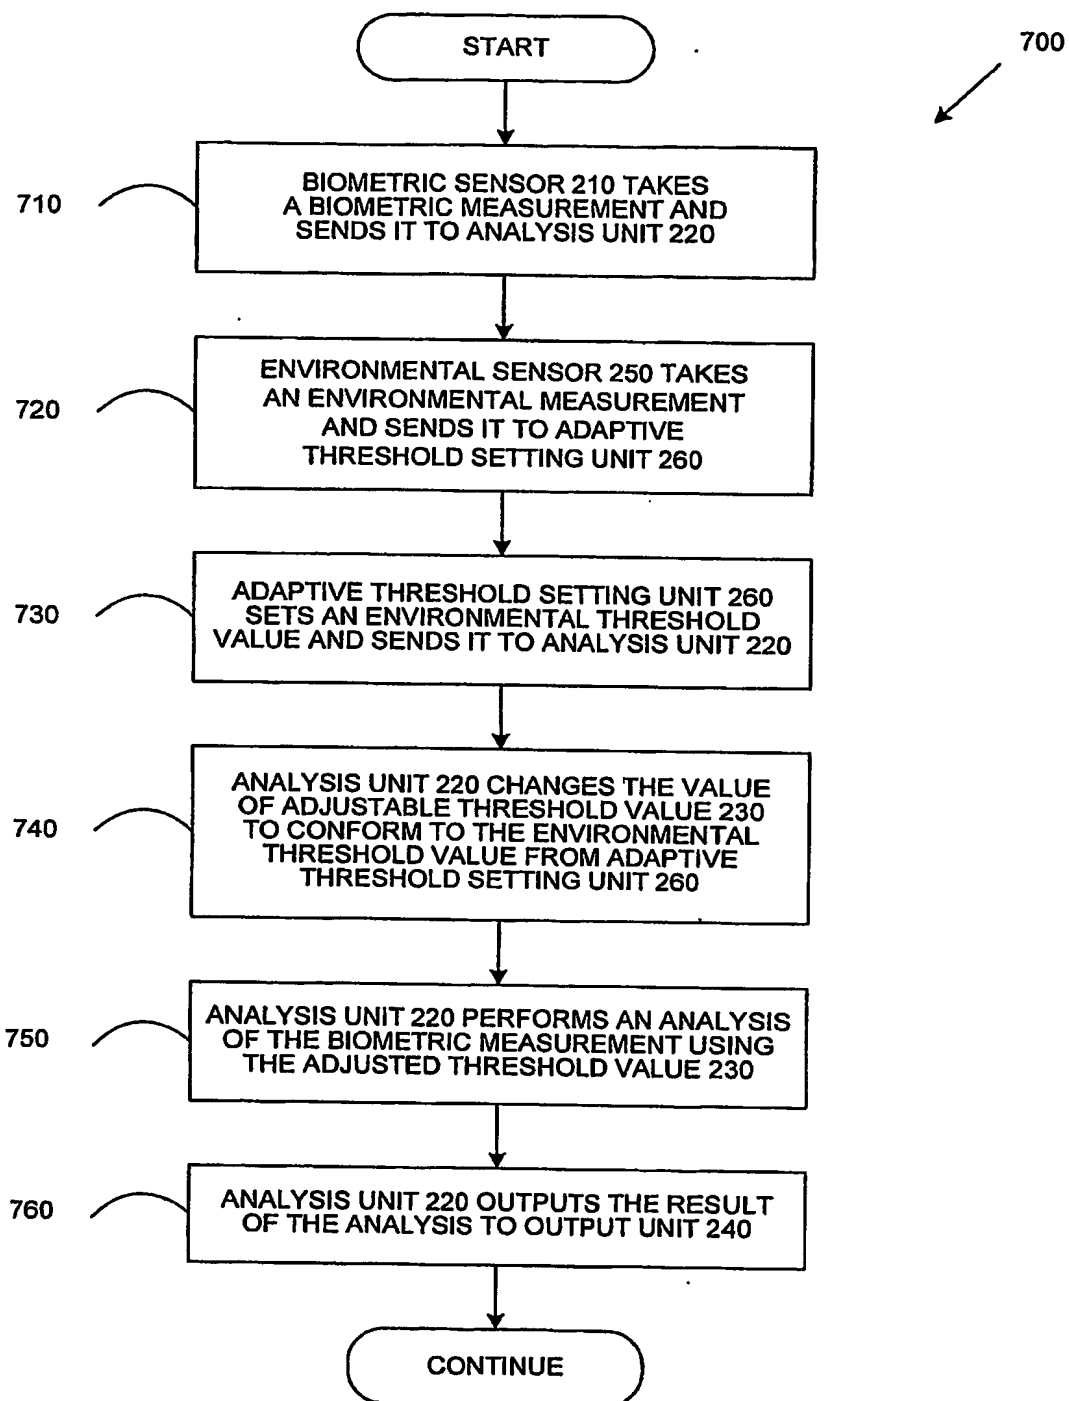 START
700
710
BIOMETRIC SENSOR 210 TAKES
A BIOMETRIC MEASUREMENT AND
SENDS IT TO ANALYSIS UNIT 220
720
ENVIRONMENTAL SENSOR 250 TAKES
AN ENVIRONMENTAL MEASUREMENT
AND SENDS IT TO ADAPTIVE
THRESHOLD SETTING UNIT 260
730
ADAPTIVE THRESHOLD SETTING UNIT 260
SETS AN ENVIRONMENTAL THRESHOLD
VALUE AND SENDS IT TO ANALYSIS UNIT 220
740
ANALYSIS UNIT 220 CHANGES THE VALUE
OF ADJUSTABLE THRESHOLD VALUE 230
TO CONFORM TO THE ENVIRONMENTAL
THRESHOLD VALUE FROM ADAPTIVE
THRESHOLD SETTING UNIT 260
750
ANALYSIS UNIT 220 PERFORMS AN ANALYSIS
OF THE BIOMETRIC MEASUREMENT USING
THE ADJUSTED THRESHOLD VALUE 230
760
ANALYSIS UNIT 220 OUTPUTS THE RESULT
OF THE ANALYSIS TO OUTPUT UNIT 240
CONTINUE